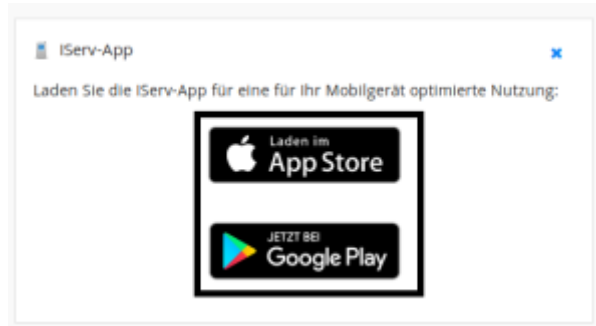 IServ-App
Laden Sie die IServ-App für eine für Ihr Mobilgerät optimierte Nutzung:
Laden im
App Store
JETZT BEI
Google Play